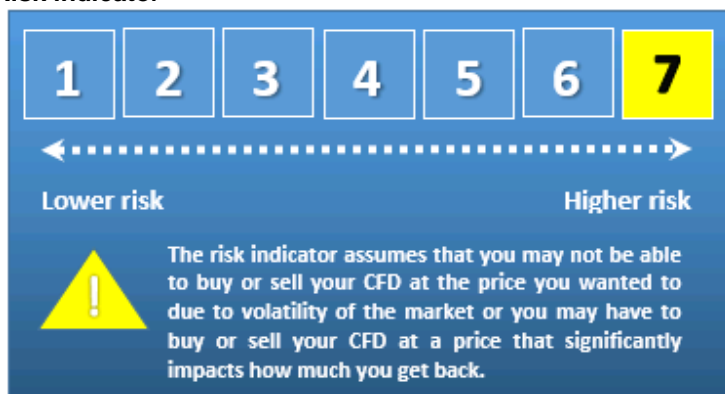 1 2 3 4 5 6 7
Lower risk Higher risk
!
The risk indicator assumes that you may not be able
to buy or sell your CFD at the price you wanted to
due to volatility of the market or you may have to
buy or sell your CFD at a price that significantly
impacts how much you get back.